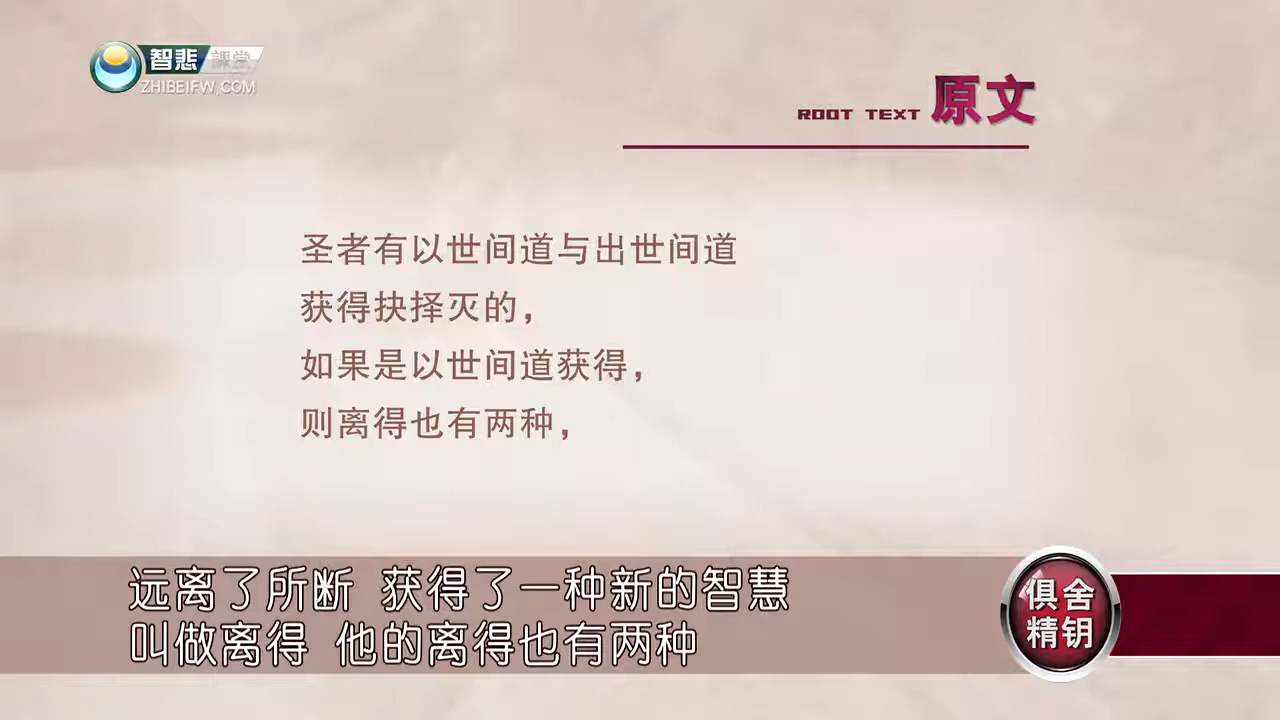 智悲 課堂
ZHIBEIFW.COM
ROOT TEXT 原文
圣者有以世间道与出世间道
获得抉择灭的，
如果是以世间道获得，
则离得也有两种，
远离了所断 获得了一种新的智慧
叫做离得 他的离得也有两种
俱舍
精钥